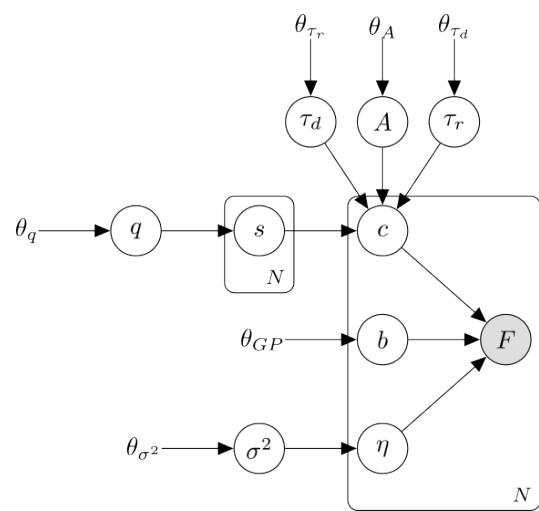 θ_{τ_r} θ_A θ_{τ_d}
τ_d A τ_r
θ_q q s c
N
θ_{GP} b F
θ_{σ^2} σ^2 η
N